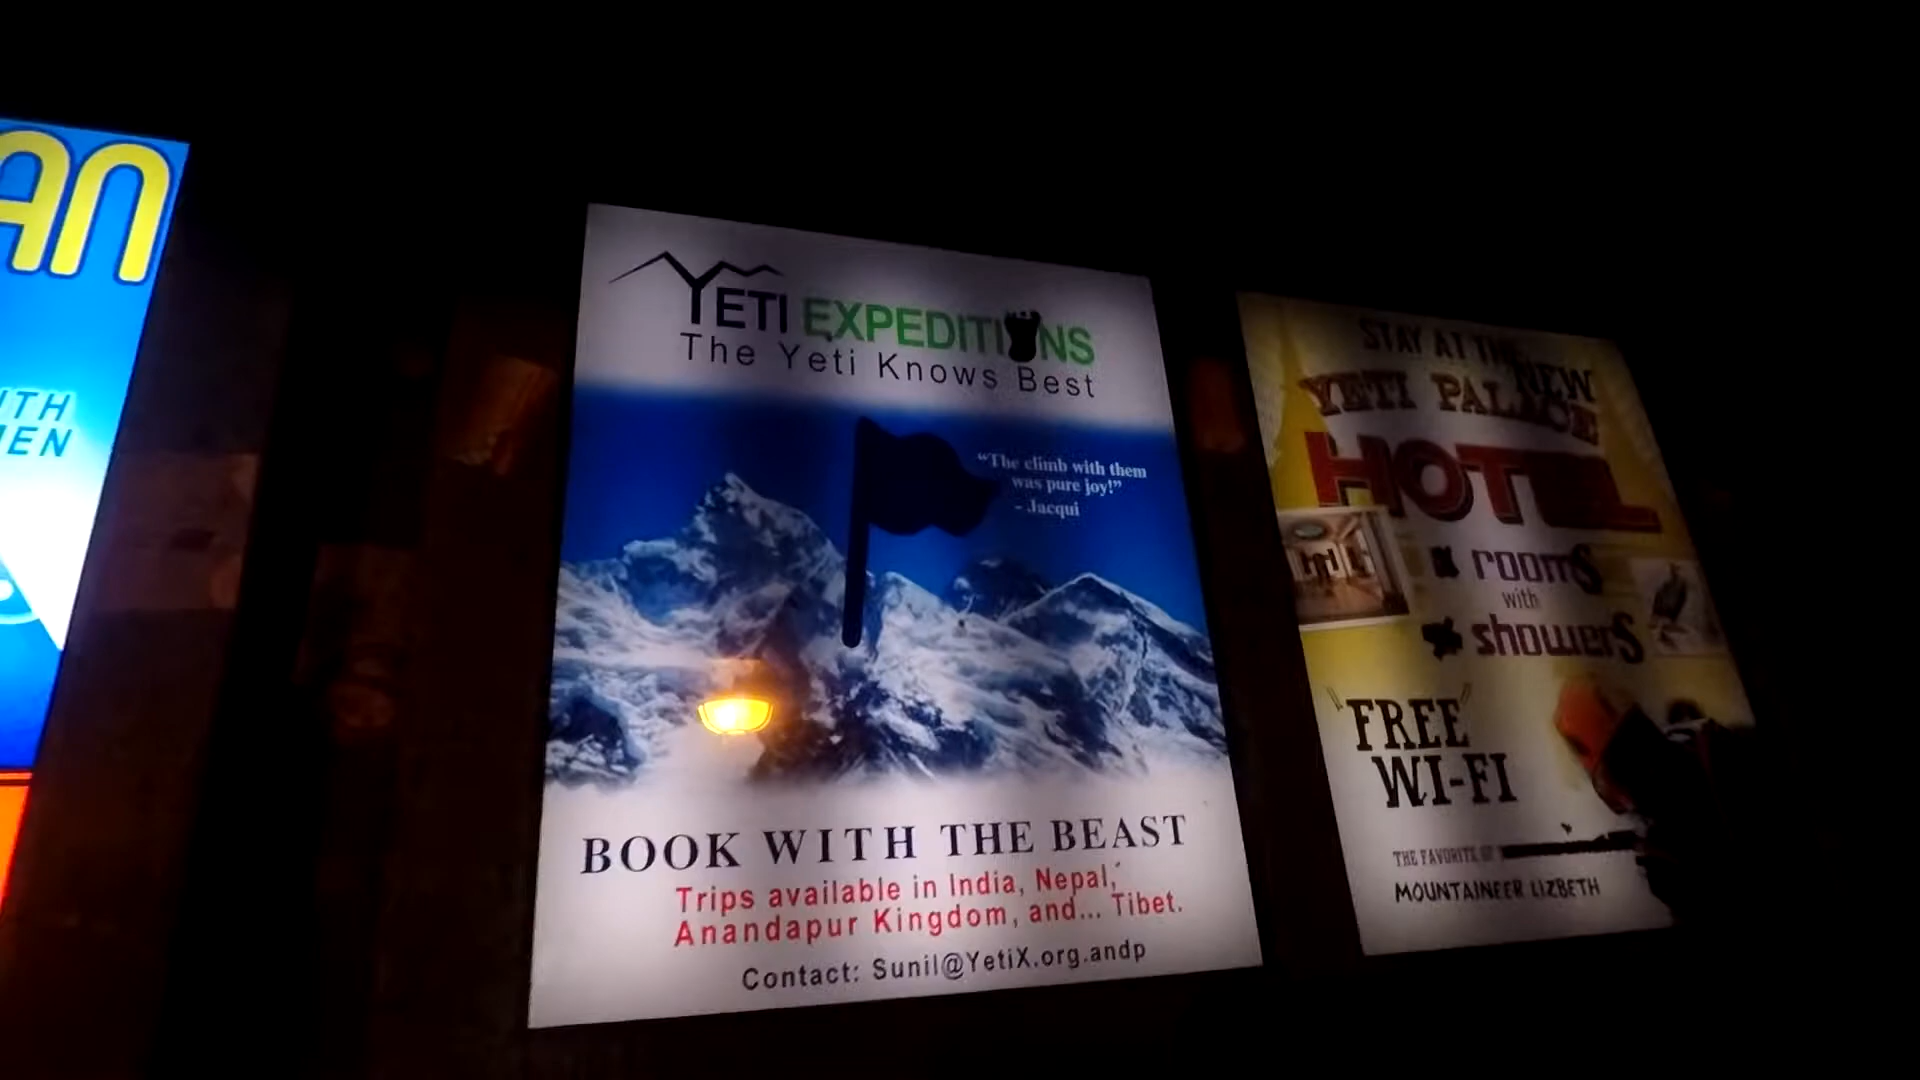 AN
ITH
MEN
YETI EXPEDITIONS
The Yeti Knows Best
"The climb with them
was pure joy!"
- Jacqui
BOOK WITH THE BEAST
Trips available in India, Nepal,
Anandapur Kingdom, and... Tibet.
Contact: Sunil@YetiX.org.andp
STAY AT THE NEW
YETI PALACE
HOTEL
rooms
with
showers
"FREE"
WI-FI
THE FAVORITE OF
MOUNTAINEER LIZBETH